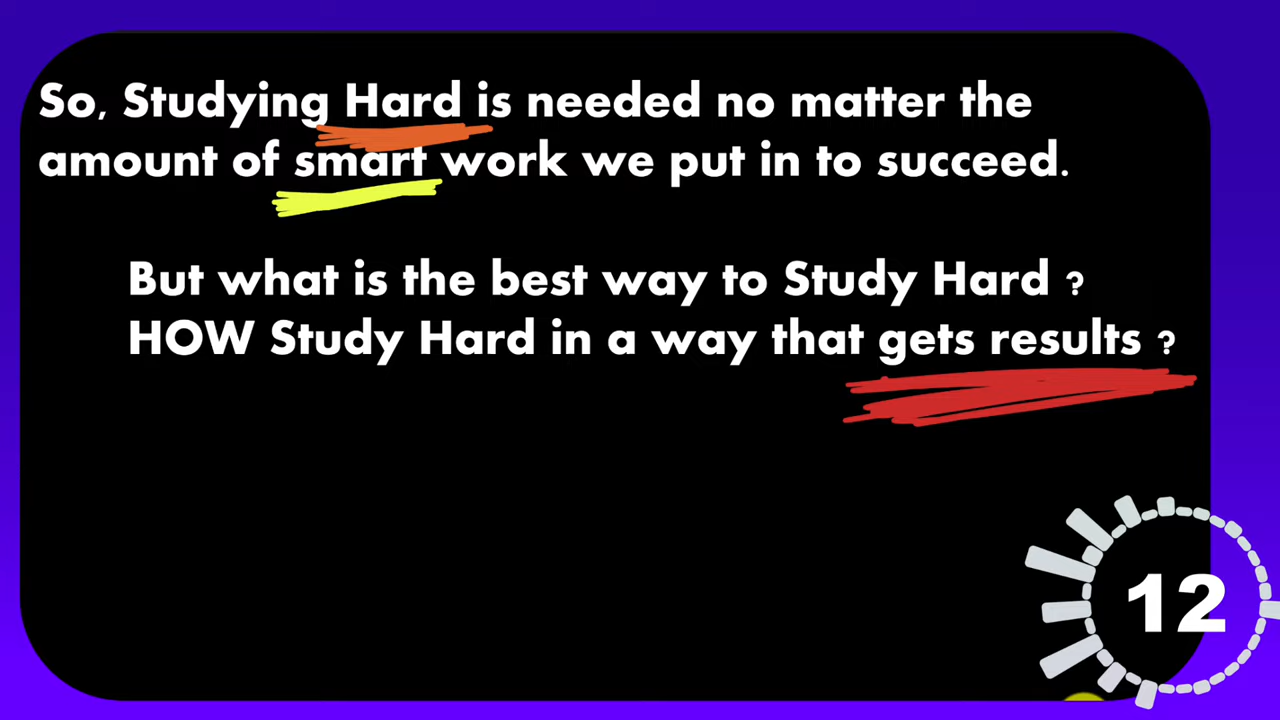 So, Studying Hard is needed no matter the
amount of smart work we put in to succeed.
But what is the best way to Study Hard ?
HOW Study Hard in a way that gets results ?
12